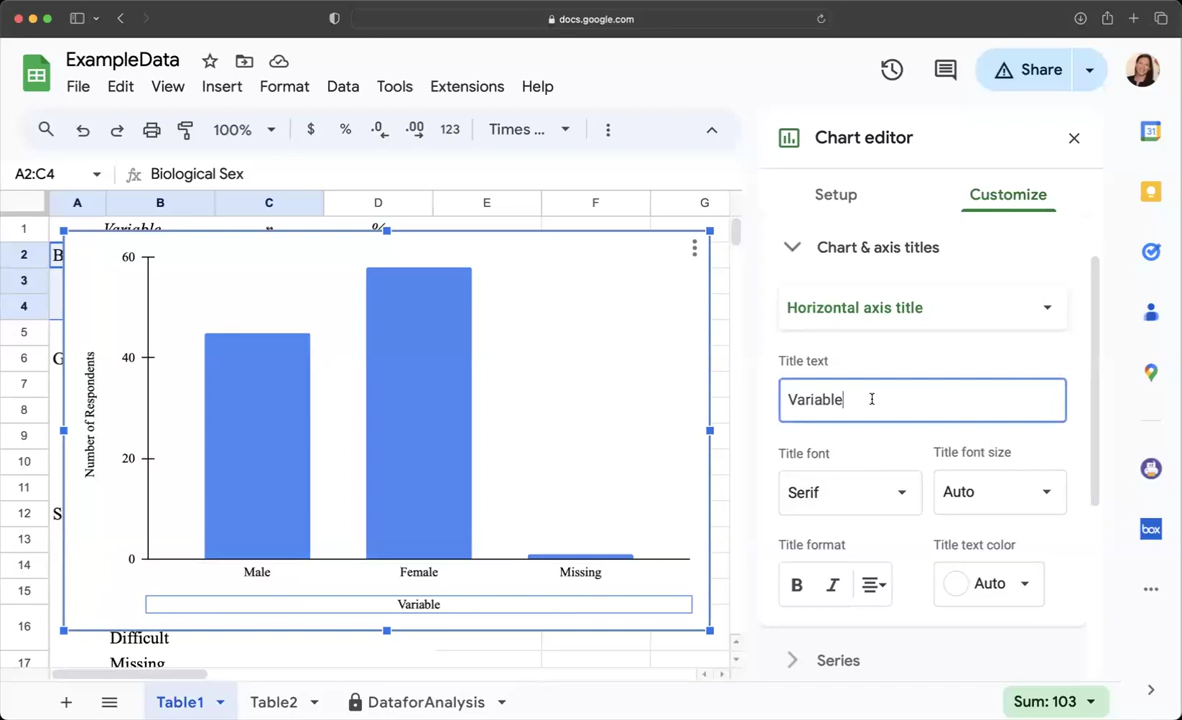 docs.google.com
ExampleData
File Edit View Insert Format Data Tools Extensions Help
Share
100% $ % .0 .00 123 Times ...
A2:C4 fx Biological Sex
A B C D E F G
1 Variable n %
2 B
3
4
5
6 G
7
8
9
10
11
12 S
13
14
15
16 Difficult
17 Missing
60
40
20
0
Number of Respondents
Male Female Missing
Variable
Chart editor
Setup Customize
Chart & axis titles
Horizontal axis title
Title text
Variable
Title font Title font size
Serif Auto
Title format Title text color
B I Auto
Series
31
box
Table1 Table2 DataforAnalysis
Sum: 103